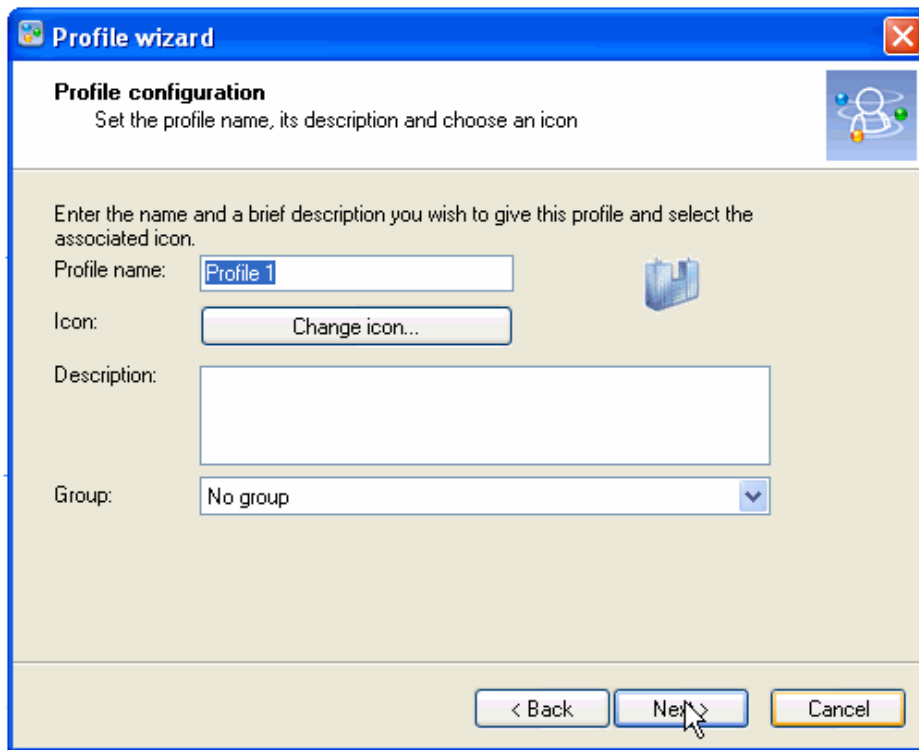 Profile wizard
Profile configuration
Set the profile name, its description and choose an icon
Enter the name and a brief description you wish to give this profile and select the
associated icon.
Profile name: Profile 1
Icon: Change icon...
Description:
Group: No group
< Back Next > Cancel